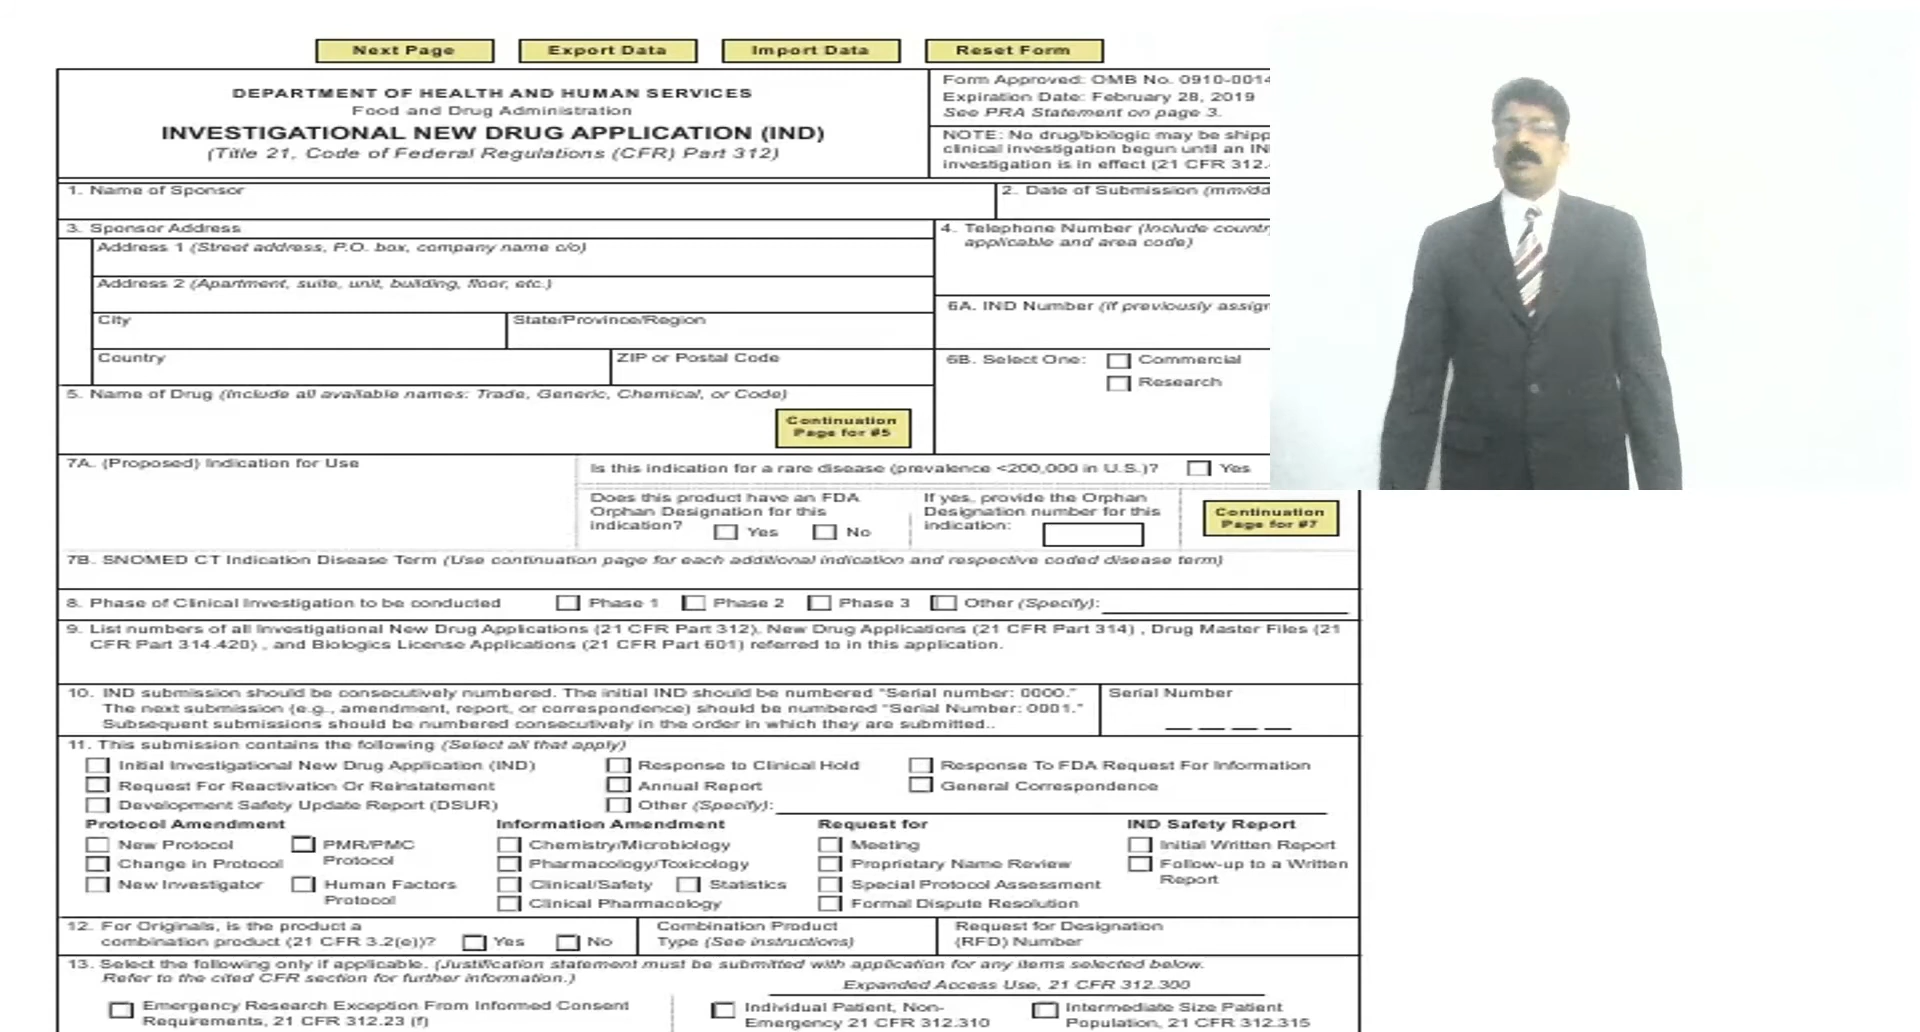 Next Page Export Data Import Data Reset Form
DEPARTMENT OF HEALTH AND HUMAN SERVICES
Food and Drug Administration
INVESTIGATIONAL NEW DRUG APPLICATION (IND)
(Title 21, Code of Federal Regulations (CFR) Part 312)
Form Approved: OMB No. 0910-0014
Expiration Date: February 28, 2019
See PRA Statement on page 3.
NOTE: No drug/biologic may be shipp
clinical investigation begun until an IN
investigation is in effect (21 CFR 312.
1. Name of Sponsor
2. Date of Submission (mm/dd
3. Sponsor Address
Address 1 (Street address, P.O. box, company name c/o)
Address 2 (Apartment, suite, unit, building, floor, etc.)
City
State/Province/Region
Country
ZIP or Postal Code
4. Telephone Number (Include countr
applicable and area code)
6A. IND Number (If previously assign
6B. Select One: Commercial
Research
5. Name of Drug (Include all available names: Trade, Generic, Chemical, or Code)
Continuation
Page for #5
7A. (Proposed) Indication for Use
Is this indication for a rare disease (prevalence <200,000 in U.S.)? Yes
Does this product have an FDA
Orphan Designation for this
indication? Yes No
If yes, provide the Orphan
Designation number for this
indication:
Continuation
Page for #7
7B. SNOMED CT Indication Disease Term (Use continuation page for each additional indication and respective coded disease term)
8. Phase of Clinical Investigation to be conducted Phase 1 Phase 2 Phase 3 Other (Specify):
9. List numbers of all Investigational New Drug Applications (21 CFR Part 312), New Drug Applications (21 CFR Part 314) , Drug Master Files (21
CFR Part 314.420) , and Biologics License Applications (21 CFR Part 601) referred to in this application.
10. IND submission should be consecutively numbered. The initial IND should be numbered "Serial number: 0000."
The next submission (e.g., amendment, report, or correspondence) should be numbered "Serial Number: 0001."
Subsequent submissions should be numbered consecutively in the order in which they are submitted..
Serial Number
11. This submission contains the following (Select all that apply)
Initial Investigational New Drug Application (IND) Response to Clinical Hold Response To FDA Request For Information
Request For Reactivation Or Reinstatement Annual Report General Correspondence
Development Safety Update Report (DSUR) Other (Specify):
Protocol Amendment
New Protocol
Change in Protocol
New Investigator
PMR/PMC
Protocol
Human Factors
Protocol
Information Amendment
Chemistry/Microbiology
Pharmacology/Toxicology
Clinical/Safety Statistics
Clinical Pharmacology
Request for
Meeting
Proprietary Name Review
Special Protocol Assessment
Formal Dispute Resolution
IND Safety Report
Initial Written Report
Follow-up to a Written
Report
12. For Originals, is the product a
combination product (21 CFR 3.2(e))? Yes No
Combination Product
Type (See instructions)
Request for Designation
(RFD) Number
13. Select the following only if applicable. (Justification statement must be submitted with application for any items selected below.
Refer to the cited CFR section for further information.)
Expanded Access Use, 21 CFR 312.300
Emergency Research Exception From Informed Consent
Requirements, 21 CFR 312.23 (f)
Individual Patient, Non-
Emergency 21 CFR 312.310
Intermediate Size Patient
Population, 21 CFR 312.315